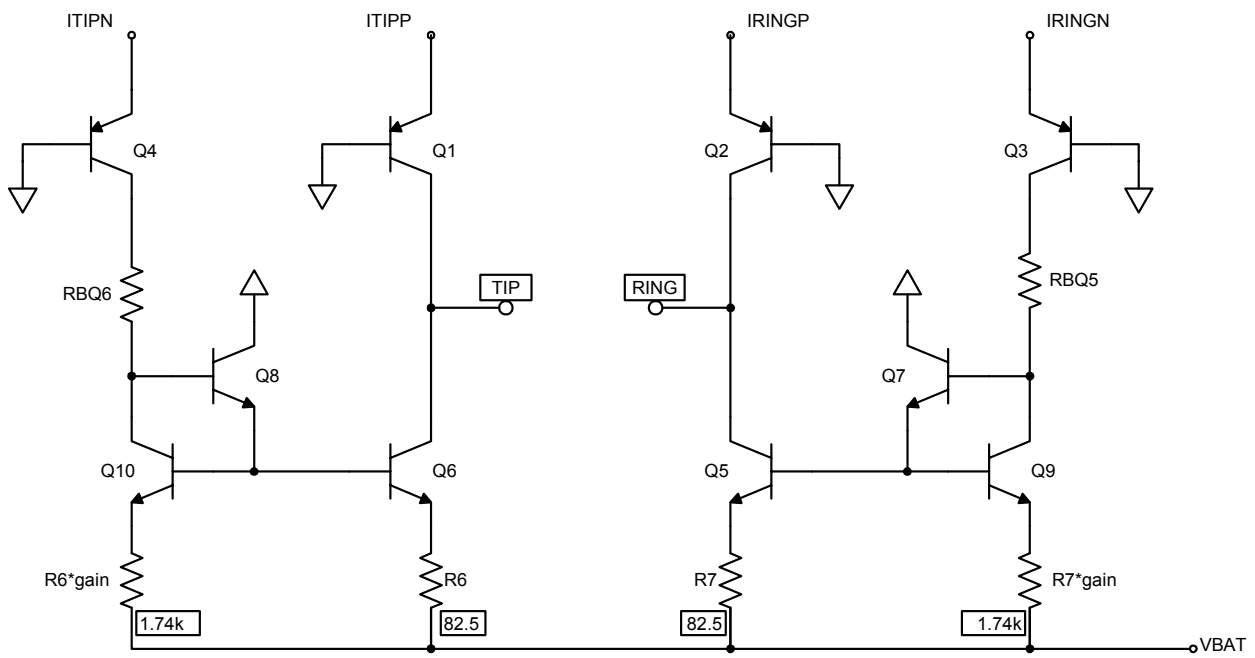 ITIPN
ITIPP
IRINGP
IRINGN
Q4
Q1
Q2
Q3
RBQ6
TIP
RING
RBQ5
Q8
Q7
Q10
Q6
Q5
Q9
R6*gain
R6
R7
R7*gain
1.74k
82.5
82.5
1.74k
VBAT